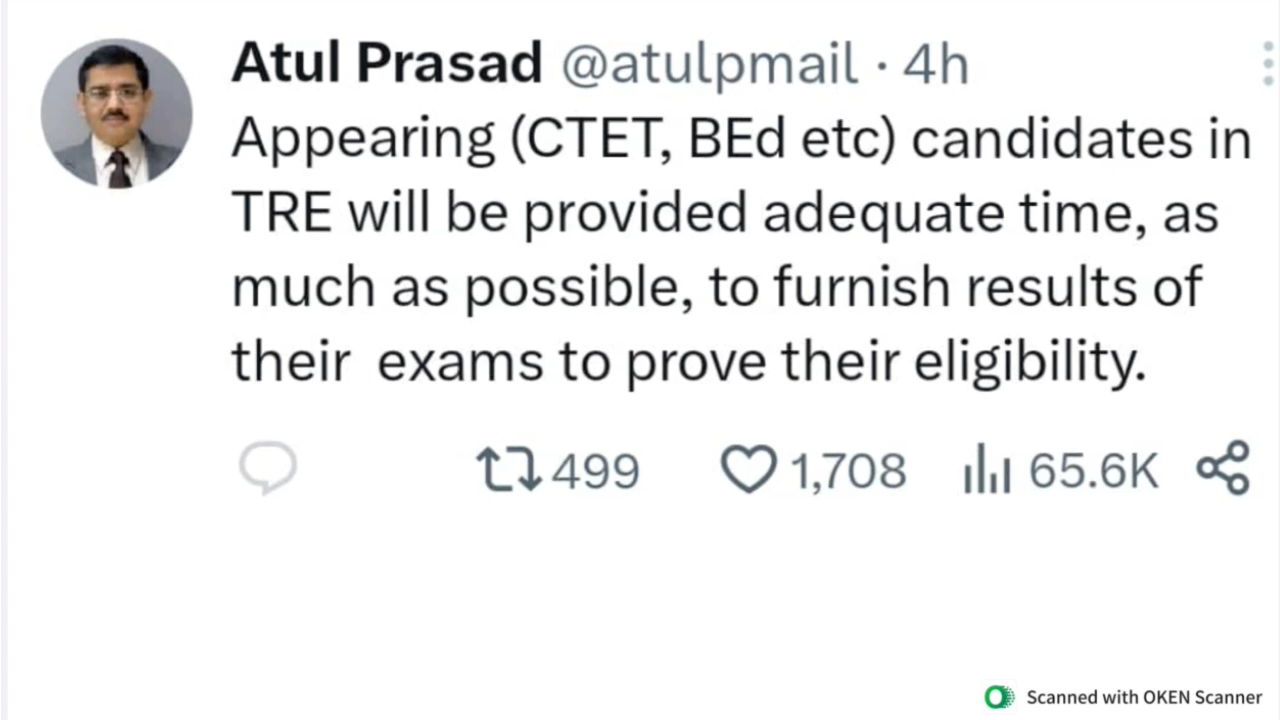 Atul Prasad @atulpmail · 4h
Appearing (CTET, BEd etc) candidates in
TRE will be provided adequate time, as
much as possible, to furnish results of
their  exams to prove their eligibility.
499 1,708 65.6K
Scanned with OKEN Scanner